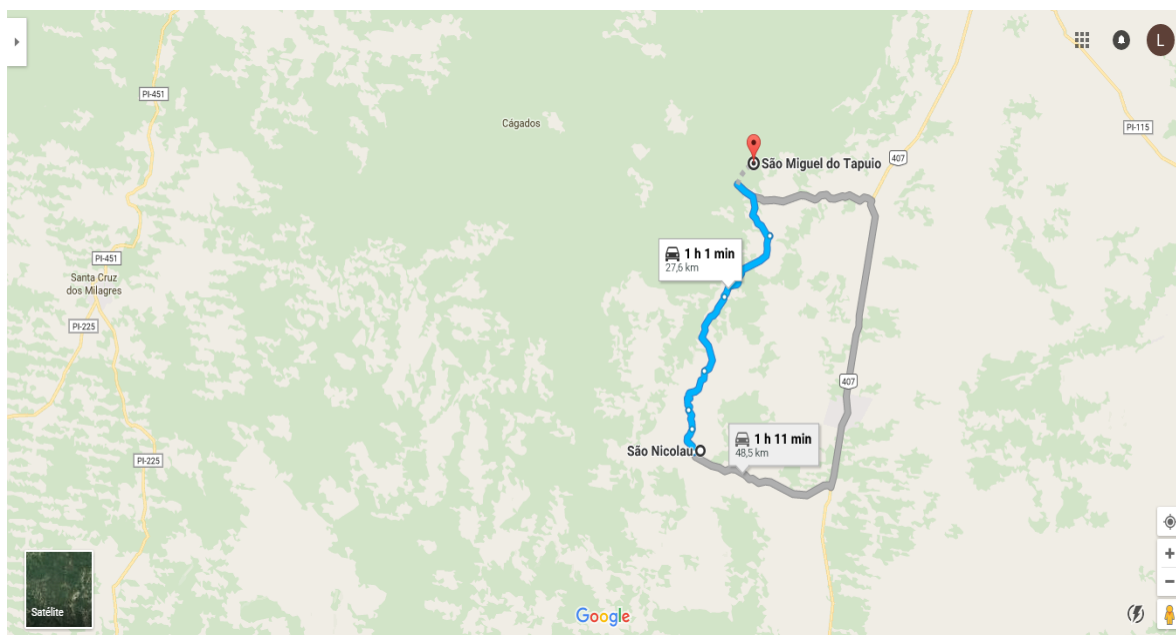 L
PI-451
Cágados
PI-115
407
São Miguel do Tapuio
1 h 1 min
27,6 km
PI-451
Santa Cruz
dos Milagres
PI-225
407
São Nicolau
1 h 11 min
48,5 km
PI-225
Satélite
Google